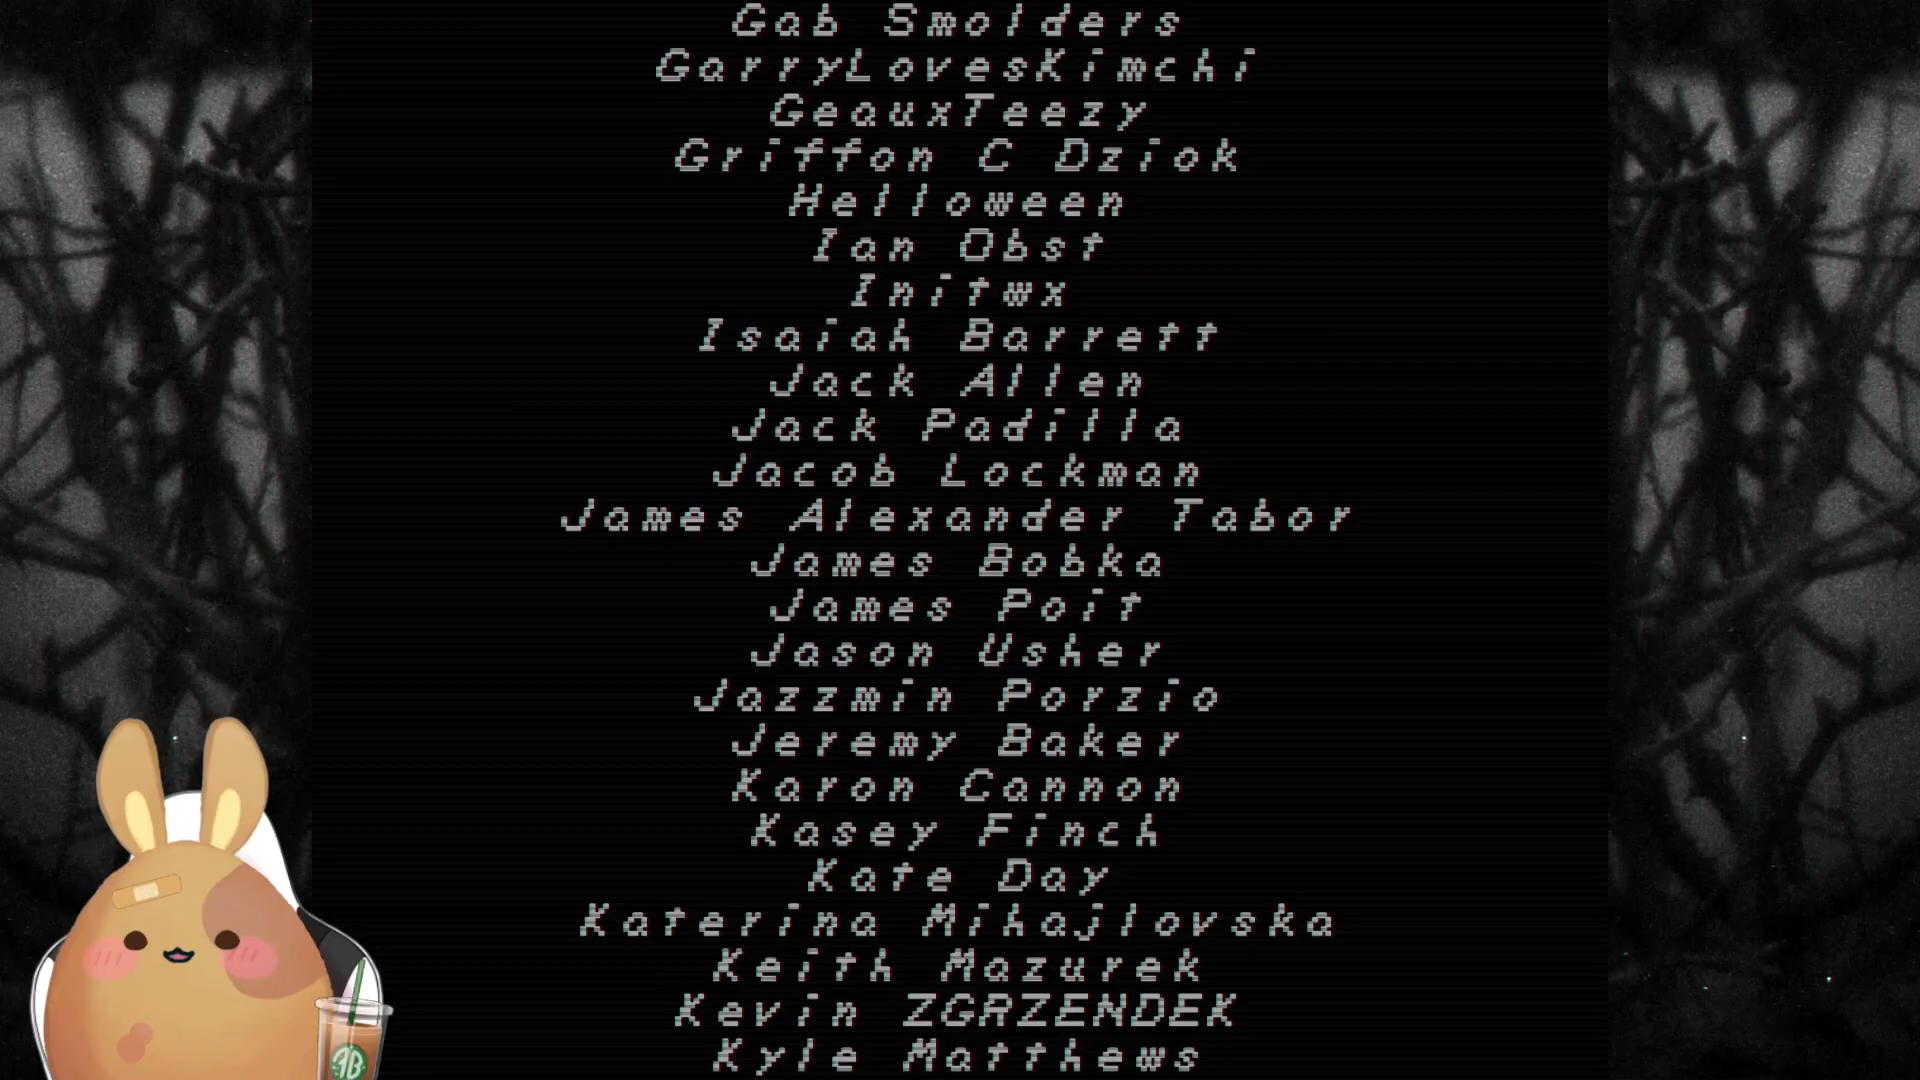 Gab Smolders
GarryLovesKimchi
GeauxTeezy
Griffon C Dziok
Helloween
Ian Obst
Initwx
Isaiah Barrett
Jack Allen
Jack Padilla
Jacob Lockman
James Alexander Tabor
James Bobka
James Poit
Jason Usher
Jazzmin Porzio
Jeremy Baker
Karon Cannon
Kasey Finch
Kate Day
Katerina Mihajlovska
Keith Mazurek
Kevin ZGRZENDEK
Kyle Matthews
AB